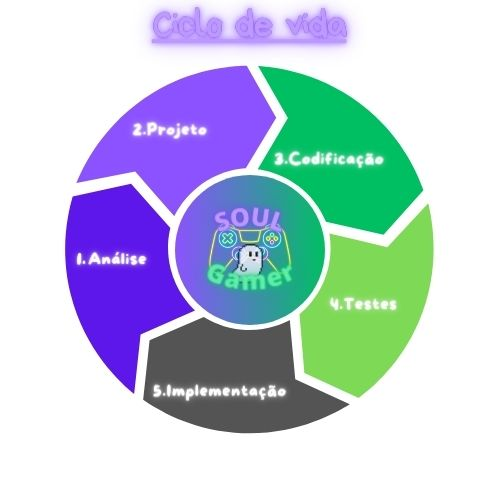 Ciclo de vida
2.Projeto
3.Codificação
1.Análise
SOUL
Gamer
4.Testes
5.Implementação